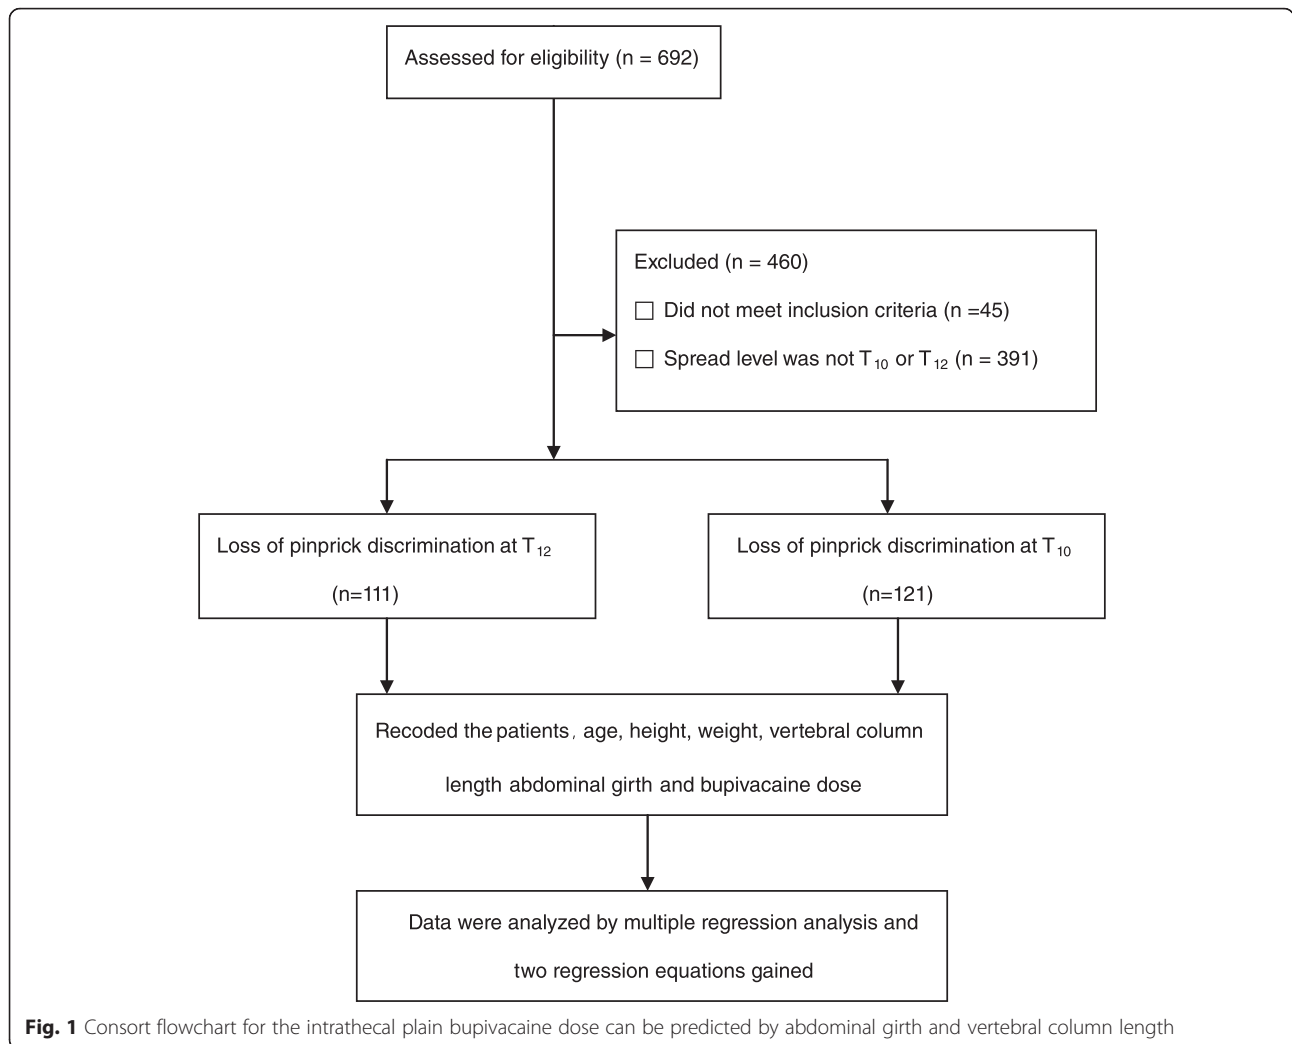 Assessed for eligibility (n = 692)
Excluded (n = 460)
□ Did not meet inclusion criteria (n =45)
□ Spread level was not T10 or T12 (n = 391)
Loss of pinprick discrimination at T12
(n=111)
Loss of pinprick discrimination at T10
(n=121)
Recoded the patients, age, height, weight, vertebral column
length abdominal girth and bupivacaine dose
Data were analyzed by multiple regression analysis and
two regression equations gained
Fig. 1 Consort flowchart for the intrathecal plain bupivacaine dose can be predicted by abdominal girth and vertebral column length